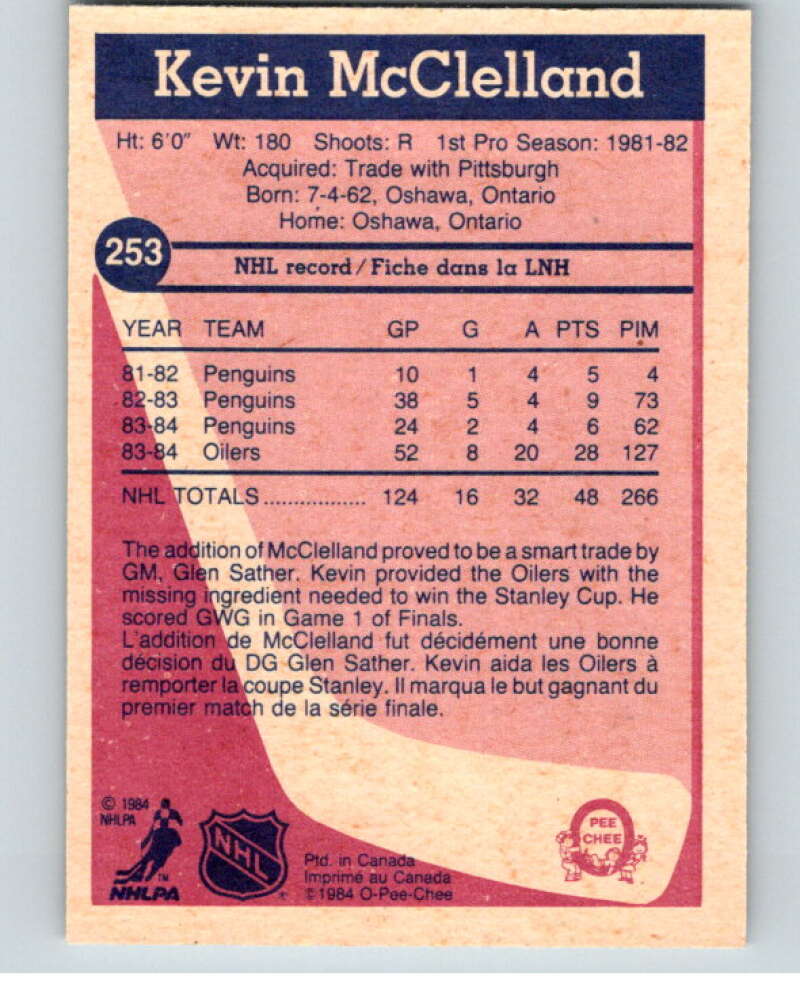 Kevin McClelland
Ht: 6'0" Wt: 180 Shoots: R 1st Pro Season: 1981-82
Acquired: Trade with Pittsburgh
Born: 7-4-62, Oshawa, Ontario
Home: Oshawa, Ontario
253
NHL record/Fiche dans la LNH
YEAR TEAM GP G A PTS PIM
81-82 Penguins 10 1 4 5 4
82-83 Penguins 38 5 4 9 73
83-84 Penguins 24 2 4 6 62
83-84 Oilers 52 8 20 28 127
NHL TOTALS................. 124 16 32 48 266
The addition of McClelland proved to be a smart trade by
GM, Glen Sather. Kevin provided the Oilers with the
missing ingredient needed to win the Stanley Cup. He
scored GWG in Game 1 of Finals.
L'addition de McClelland fut décidément une bonne
décision du DG Glen Sather. Kevin aida les Oilers à
remporter la coupe Stanley. Il marqua le but gagnant du
premier match de la série finale.
© 1984
NHLPA
TM
NHLPA
NHL
Ptd. in Canada
Imprimé au Canada
©1984 O-Pee-Chee
O
PEE
CHEE